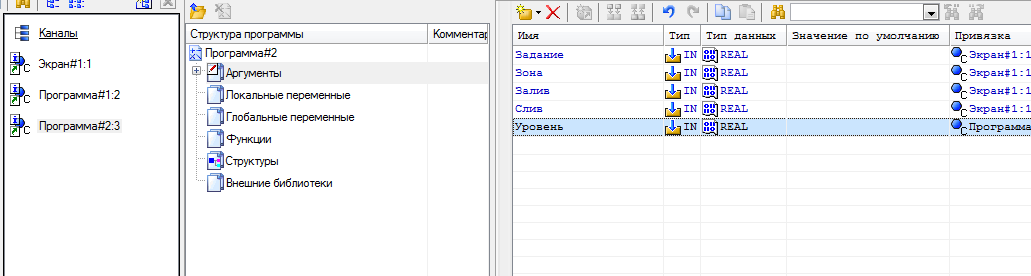 Каналы
Экран#1:1
Программа#1:2
Программа#2:3
Структура программы Комментар
Программа#2
Аргументы
Локальные переменные
Глобальные переменные
Функции
Структуры
Внешние библиотеки
Имя Тип Тип данных Значение по умолчанию Привязка
Задание IN REAL Экран#1:1
Зона IN REAL Экран#1:1
Залив IN REAL Экран#1:1
Слив IN REAL Экран#1:1
Уровень IN REAL Программа